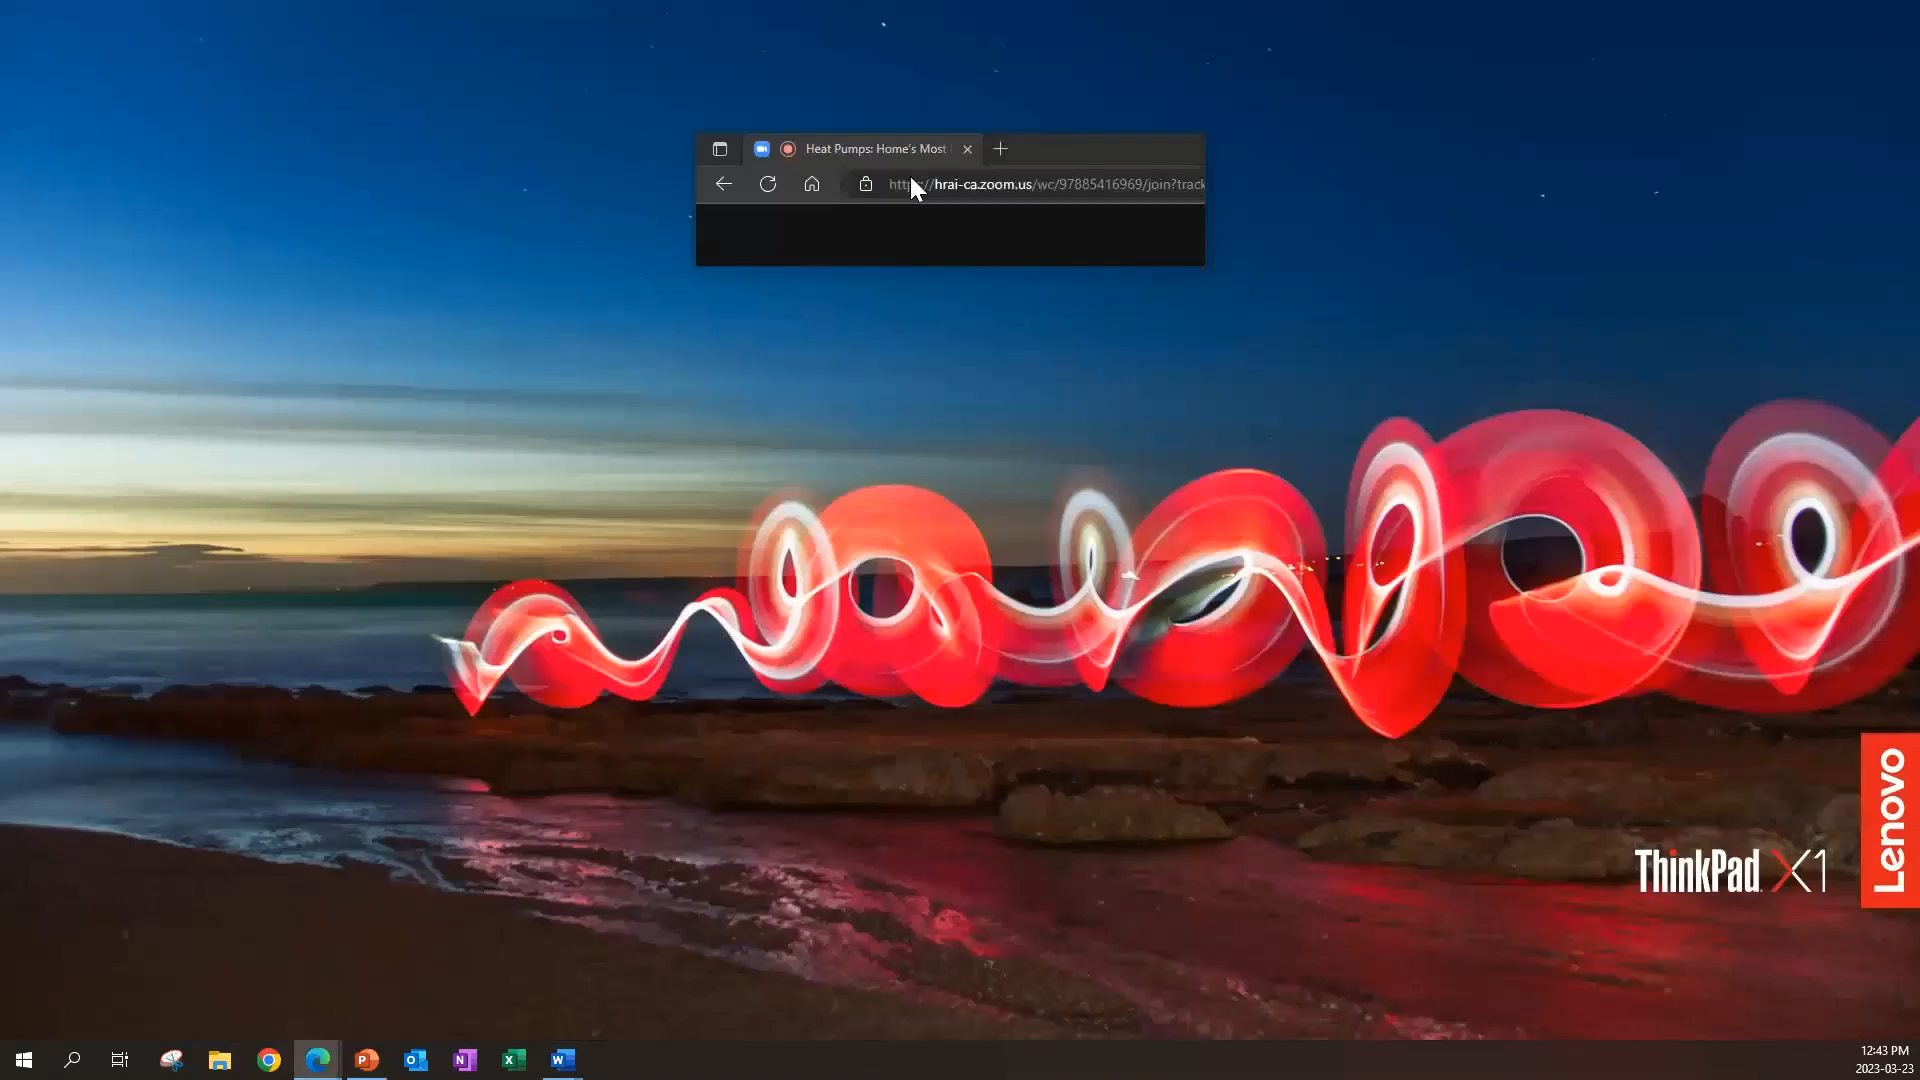 Heat Pumps: Home's Most
https://hrai-ca.zoom.us/wc/97885416969/join?track
Lenovo
ThinkPad X1
12:43 PM
2023-03-23